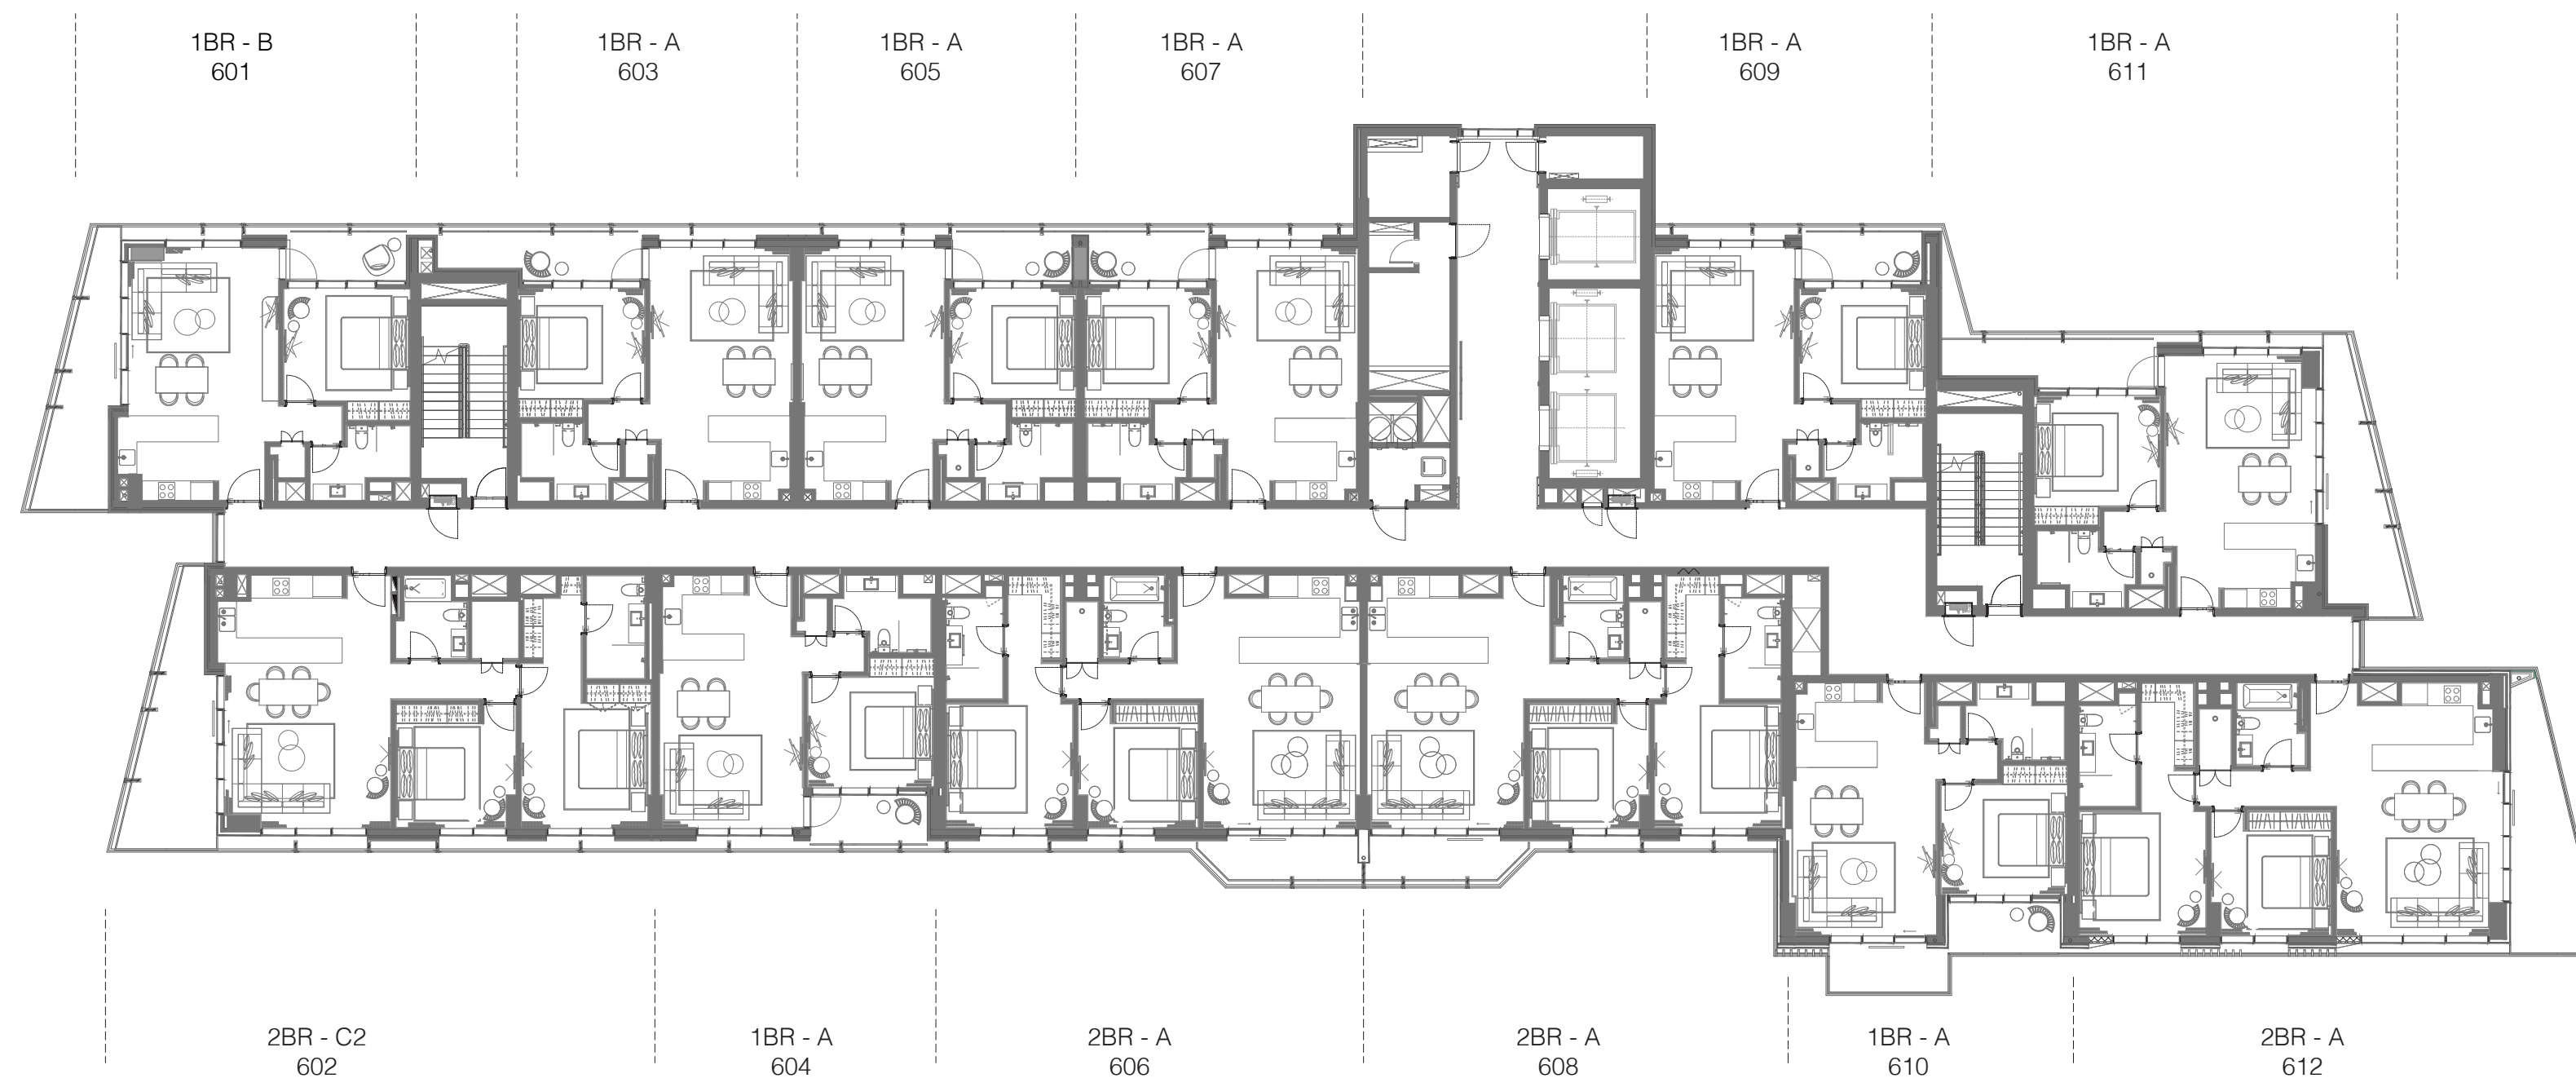 1BR - B
601
1BR - A
603
1BR - A
605
1BR - A
607
1BR - A
609
1BR - A
611
2BR - C2
602
1BR - A
604
2BR - A
606
2BR - A
608
1BR - A
610
2BR - A
612